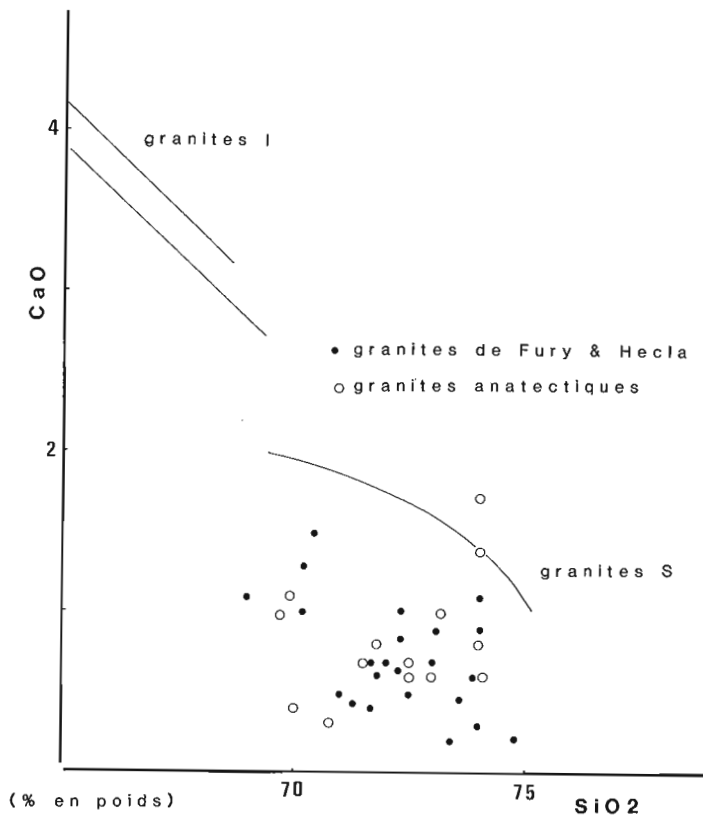 4
granites I
CaO
granites de Fury & Hecla
granites anatectiques
2
granites S
70
75
(% en poids)
SiO2